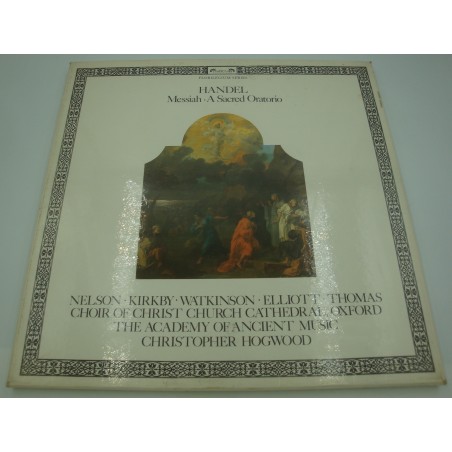 HANDEL
Messiah · A Sacred Oratorio
NELSON · KIRKBY · WATKINSON · ELLIOTT · THOMAS
CHOIR OF CHRIST CHURCH CATHEDRAL, OXFORD
THE ACADEMY OF ANCIENT MUSIC
CHRISTOPHER HOGWOOD